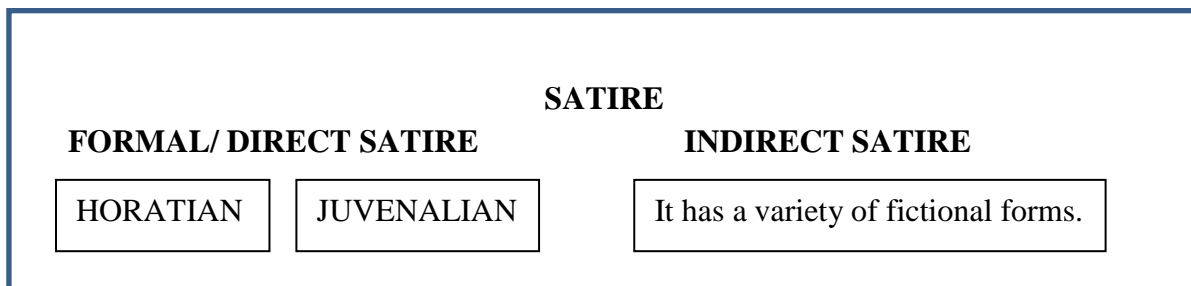 SATIRE
FORMAL/ DIRECT SATIRE INDIRECT SATIRE
HORATIAN JUVENALIAN It has a variety of fictional forms.